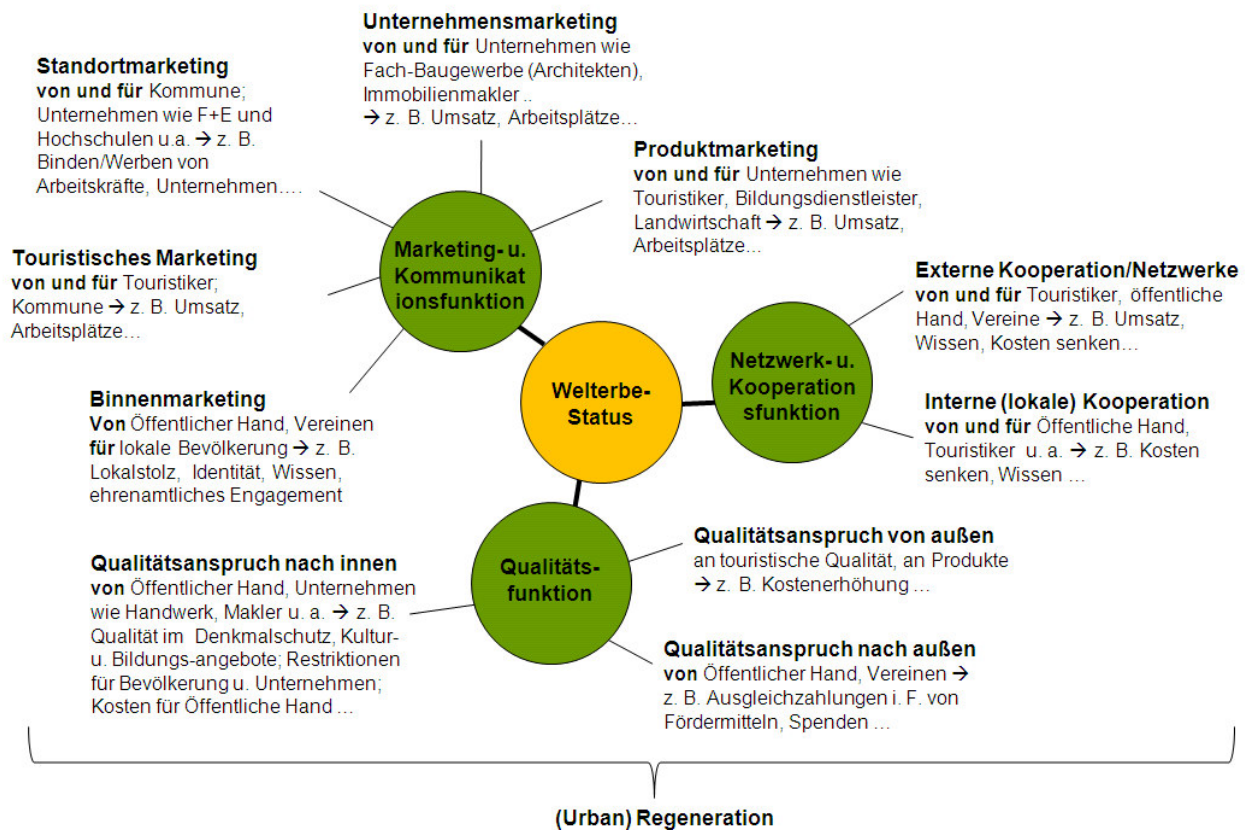 Unternehmensmarketing
von und für Unternehmen wie
Fach-Baugewerbe (Architekten),
Immobilienmakler ..
→ z. B. Umsatz, Arbeitsplätze…
Standortmarketing
von und für Kommune;
Unternehmen wie F+E und
Hochschulen u.a. → z. B.
Binden/Werben von
Arbeitskräfte, Unternehmen….
Produktmarketing
von und für Unternehmen wie
Touristiker, Bildungsdienstleister,
Landwirtschaft → z. B. Umsatz,
Arbeitsplätze…
Touristisches Marketing
von und für Touristiker;
Kommune → z. B. Umsatz,
Arbeitsplätze…
Marketing- u.
Kommunikat
ionsfunktion
Externe Kooperation/Netzwerke
von und für Touristiker, öffentliche
Hand, Vereine → z. B. Umsatz,
Wissen, Kosten senken…
Binnenmarketing
Von Öffentlicher Hand, Vereinen
für lokale Bevölkerung → z. B.
Lokalstolz, Identität, Wissen,
ehrenamtliches Engagement
Welterbe-
Status
Netzwerk- u.
Kooperation
sfunktion
Interne (lokale) Kooperation
von und für Öffentliche Hand,
Touristiker u. a. → z. B. Kosten
senken, Wissen …
Qualitätsanspruch nach innen
von Öffentlicher Hand, Unternehmen
wie Handwerk, Makler u. a. → z. B.
Qualität im Denkmalschutz, Kultur-
u. Bildungs-angebote; Restriktionen
für Bevölkerung u. Unternehmen;
Kosten für Öffentliche Hand …
Qualitäts-
funktion
Qualitätsanspruch von außen
an touristische Qualität, an Produkte
→ z. B. Kostenerhöhung …
Qualitätsanspruch nach außen
von Öffentlicher Hand, Vereinen →
z. B. Ausgleichzahlungen i. F. von
Fördermitteln, Spenden …
(Urban) Regeneration